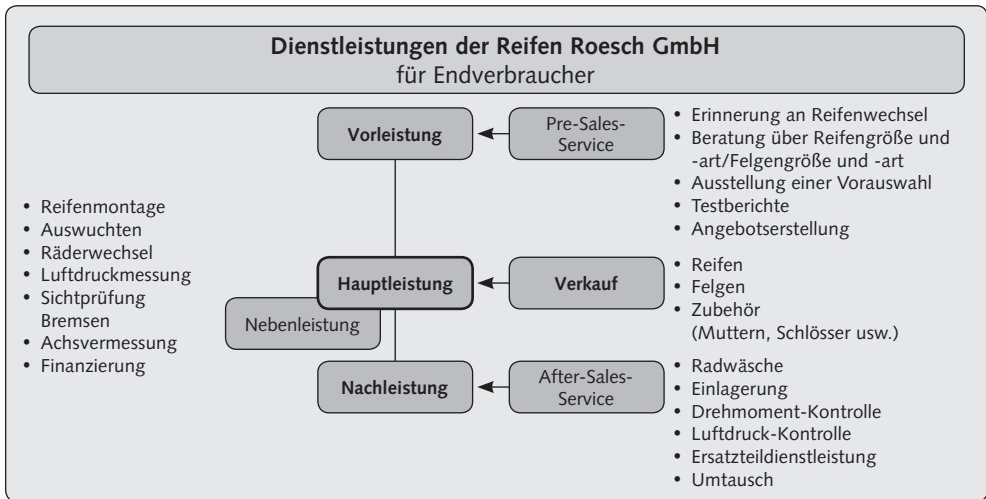 Dienstleistungen der Reifen Roesch GmbH
für Endverbraucher
Vorleistung
Pre-Sales-
Service
• Erinnerung an Reifenwechsel
• Beratung über Reifengröße und
-art/Felgengröße und -art
• Ausstellung einer Vorauswahl
• Testberichte
• Angebotserstellung
• Reifenmontage
• Auswuchten
• Räderwechsel
• Luftdruckmessung
• Sichtprüfung
Bremsen
• Achsvermessung
• Finanzierung
Hauptleistung
Nebenleistung
Verkauf
• Reifen
• Felgen
• Zubehör
(Muttern, Schlösser usw.)
Nachleistung
After-Sales-
Service
• Radwäsche
• Einlagerung
• Drehmoment-Kontrolle
• Luftdruck-Kontrolle
• Ersatzteildienstleistung
• Umtausch